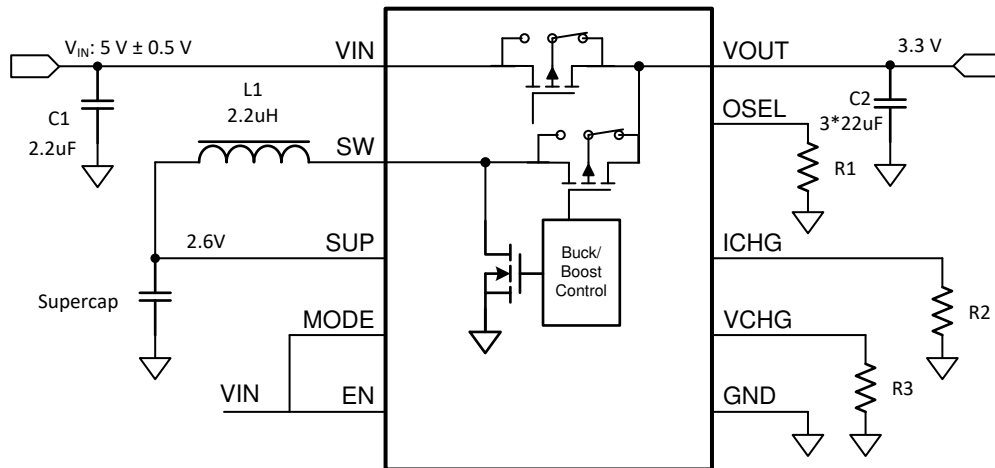 V_IN: 5 V ± 0.5 V
VIN
VOUT
3.3 V
C1
2.2uF
L1
2.2uH
OSEL
C2
3*22uF
SW
R1
2.6V
SUP
Buck/
Boost
Control
ICHG
Supercap
R2
MODE
VCHG
VIN
EN
R3
GND